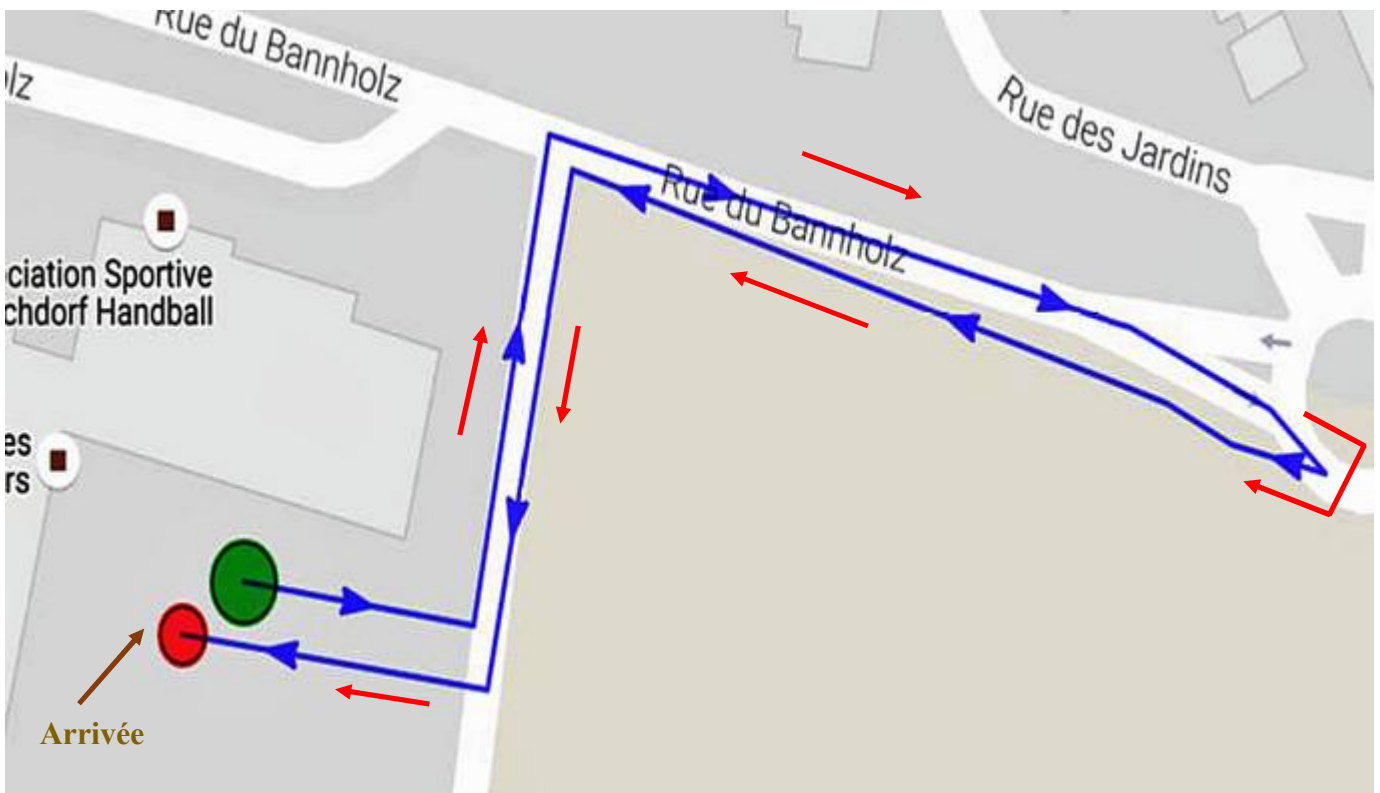 Rue du Bannholz
lz
Rue des Jardins
Rue du Bannholz
ciation Sportive
chdorf Handball
es
rs
Arrivée